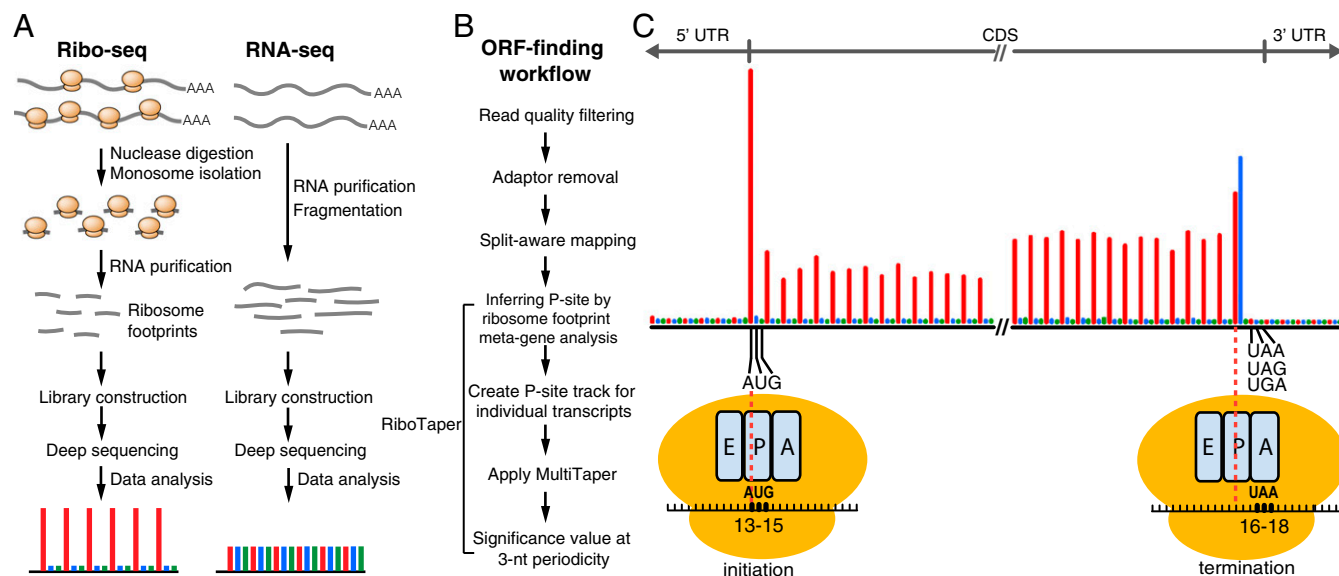 A
Ribo-seq
RNA-seq
AAA
AAA
AAA
AAA
Nuclease digestion
Monosome isolation
RNA purification
Fragmentation
RNA purification
Ribosome
footprints
Library construction
Library construction
Deep sequencing
Deep sequencing
Data analysis
Data analysis
B
ORF-finding
workflow
Read quality filtering
Adaptor removal
Split-aware mapping
Inferring P-site by
ribosome footprint
meta-gene analysis
Create P-site track for
individual transcripts
RiboTaper
Apply MultiTaper
Significance value at
3-nt periodicity
C
5' UTR
CDS
3' UTR
AUG
UAA
UAG
UGA
E P A
AUG
13-15
initiation
E P A
UAA
16-18
termination